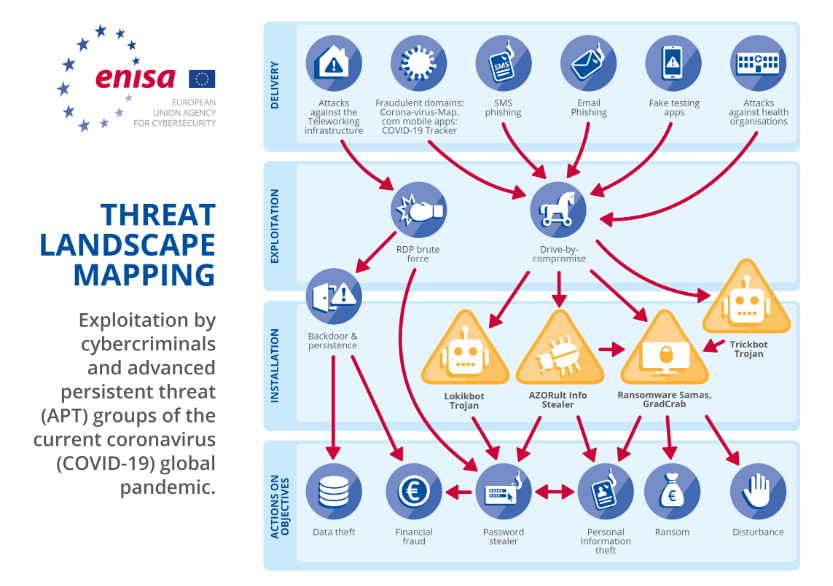 enisa
EUROPEAN
UNION AGENCY
FOR CYBERSECURITY
THREAT
LANDSCAPE
MAPPING
Exploitation by
cybercriminals
and advanced
persistent threat
(APT) groups of the
current coronavirus
(COVID-19) global
pandemic.
DELIVERY
Attacks
against the
Teleworking
infrastructure
Fraudulent domains:
Corona-virus-Map.
com mobile apps:
COVID-19 Tracker
SMS
SMS
phishing
Email
Phishing
Fake testing
apps
Attacks
against health
organisations
EXPLOITATION
RDP brute
force
Drive-by-
compromise
INSTALLATION
Backdoor &
persistence
Lokikbot
Trojan
AZORult Info
Stealer
Ransomware Samas,
GradCrab
Trickbot
Trojan
ACTIONS ON
OBJECTIVES
Data theft
€
Financial
fraud
Password
stealer
Personal
Information
theft
€
Ransom
Disturbance